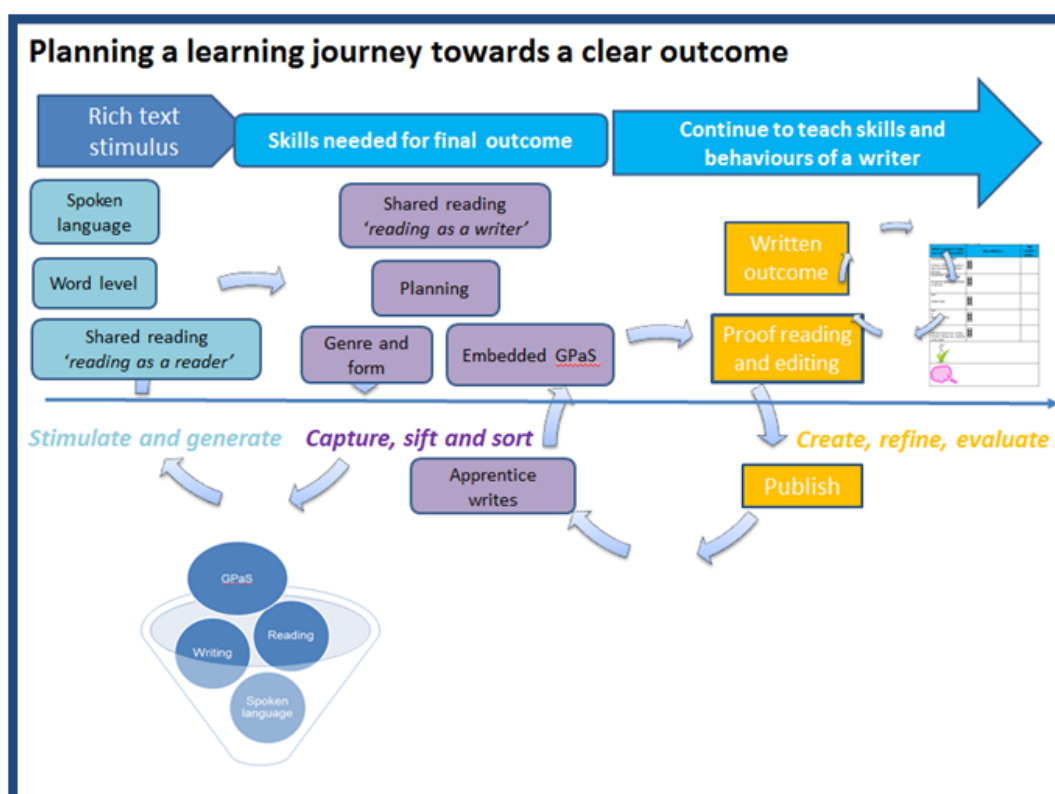 Planning a learning journey towards a clear outcome
Rich text
stimulus
Skills needed for final outcome
Continue to teach skills and
behaviours of a writer
Spoken
language
Word level
Shared reading
'reading as a reader'
Shared reading
'reading as a writer'
Planning
Genre and
form
Embedded GPaS
Written
outcome
Proof reading
and editing
Stimulate and generate
Capture, sift and sort
Create, refine, evaluate
Apprentice
writes
Publish
GPaS
Reading
Writing
Spoken
language